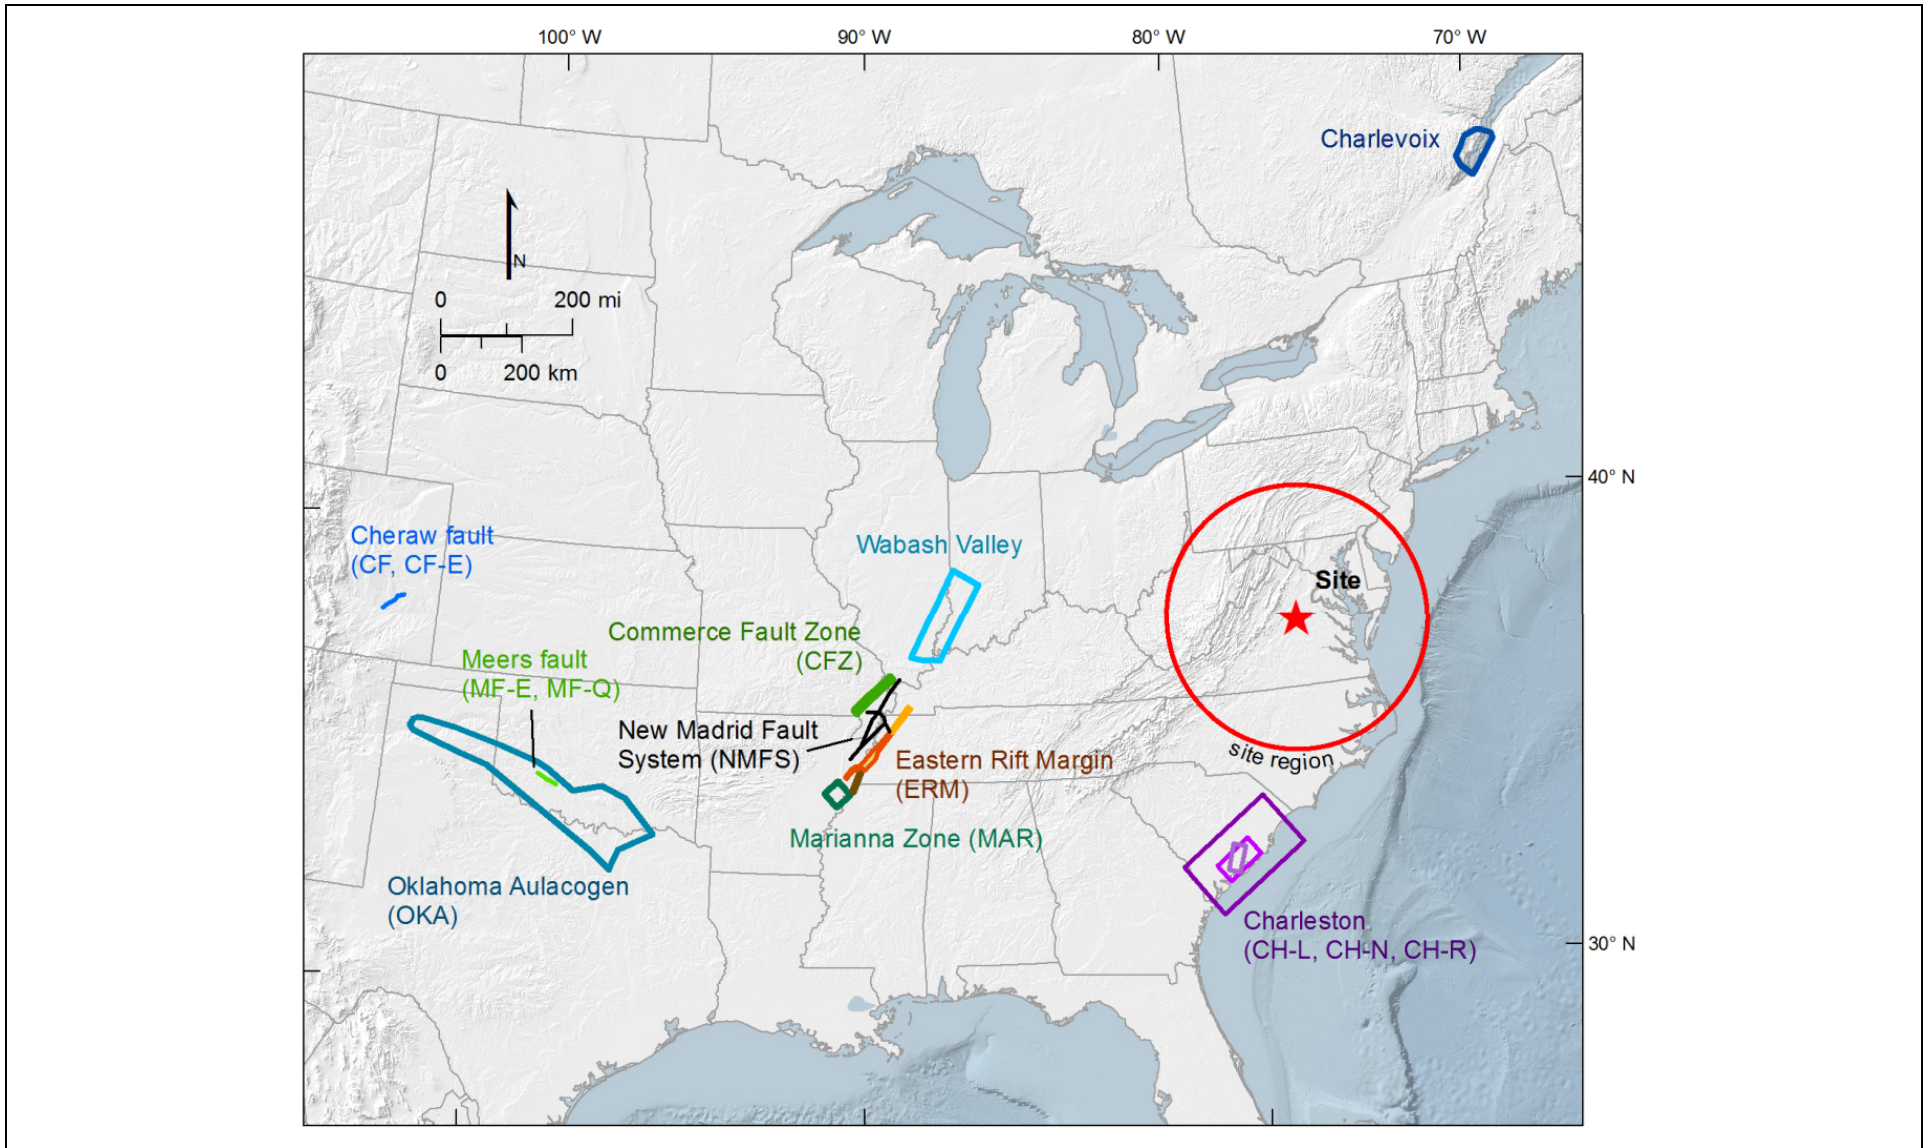 100° W
90° W
80° W
70° W
Charlevoix
N
0
200 mi
0
200 km
40° N
Cheraw fault
(CF, CF-E)
Wabash Valley
Site
Commerce Fault Zone
(CFZ)
Meers fault
(MF-E, MF-Q)
New Madrid Fault
System (NMFS)
Eastern Rift Margin
(ERM)
site region
Marianna Zone (MAR)
Oklahoma Aulacogen
(OKA)
Charleston
(CH-L, CH-N, CH-R)
30° N